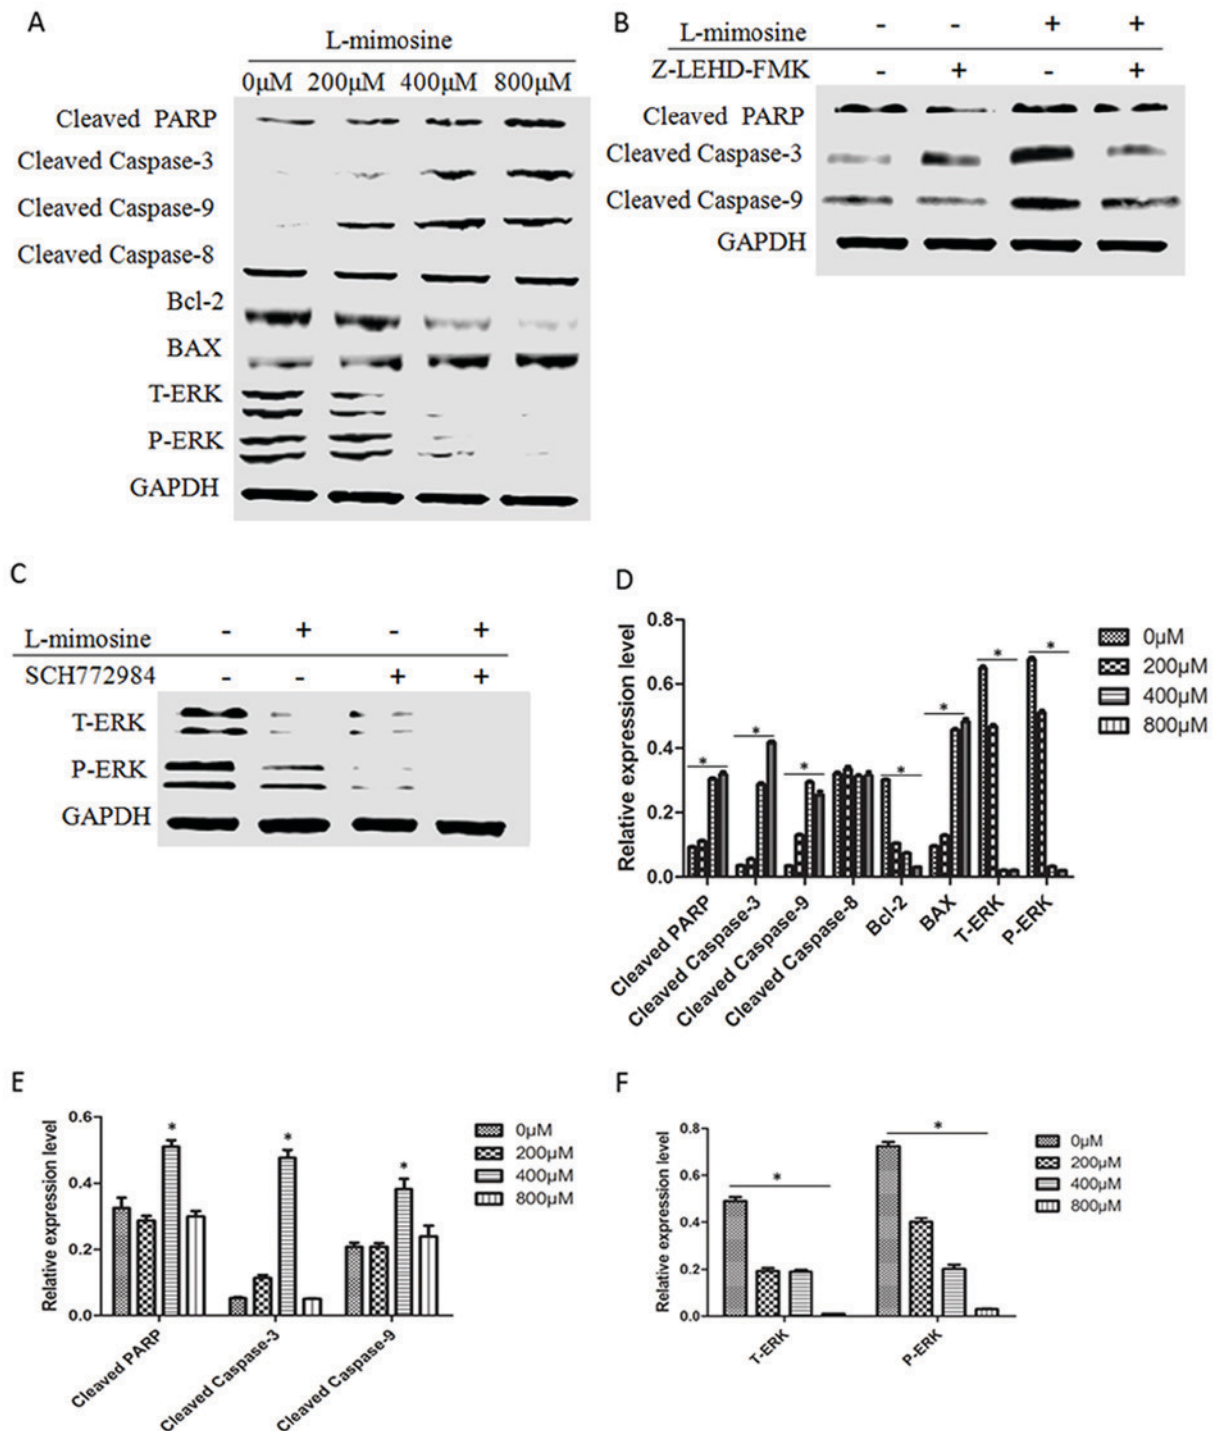 A
L-mimosine
0µM 200µM 400µM 800µM
Cleaved PARP
Cleaved Caspase-3
Cleaved Caspase-9
Cleaved Caspase-8
Bcl-2
BAX
T-ERK
P-ERK
GAPDH
B
L-mimosine - - + +
Z-LEHD-FMK - + - +
Cleaved PARP
Cleaved Caspase-3
Cleaved Caspase-9
GAPDH
C
L-mimosine - + - +
SCH772984 - - + +
T-ERK
P-ERK
GAPDH
D
Relative expression level
0.8
0.6
0.4
0.2
0.0
* * * * * * *
0µM
200µM
400µM
800µM
Cleaved PARP
Cleaved Caspase-3
Cleaved Caspase-9
Cleaved Caspase-8
Bcl-2
BAX
T-ERK
P-ERK
E
Relative expression level
0.6
0.4
0.2
0.0
* * *
0µM
200µM
400µM
800µM
Cleaved PARP
Cleaved Caspase-3
Cleaved Caspase-9
F
Relative expression level
0.8
0.6
0.4
0.2
0.0
* *
0µM
200µM
400µM
800µM
T-ERK
P-ERK